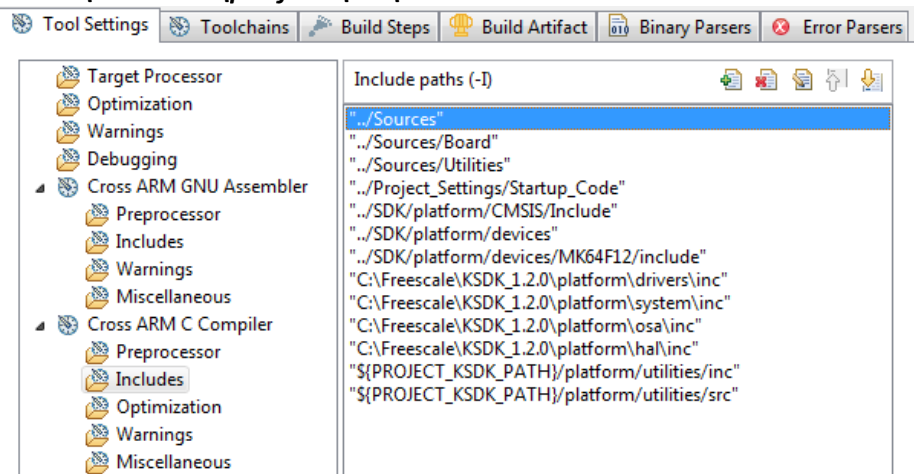 Tool Settings
Toolchains
Build Steps
Build Artifact
Binary Parsers
Error Parsers
Target Processor
Optimization
Warnings
Debugging
Cross ARM GNU Assembler
Preprocessor
Includes
Warnings
Miscellaneous
Cross ARM C Compiler
Preprocessor
Includes
Optimization
Warnings
Miscellaneous
Include paths (-I)
"../Sources"
"../Sources/Board"
"../Sources/Utilities"
"../Project_Settings/Startup_Code"
"../SDK/platform/CMSIS/Include"
"../SDK/platform/devices"
"../SDK/platform/devices/MK64F12/include"
"C:\Freescale\KSDK_1.2.0\platform\drivers\inc"
"C:\Freescale\KSDK_1.2.0\platform\system\inc"
"C:\Freescale\KSDK_1.2.0\platform\osa\inc"
"C:\Freescale\KSDK_1.2.0\platform\hal\inc"
"${PROJECT_KSDK_PATH}/platform/utilities/inc"
"${PROJECT_KSDK_PATH}/platform/utilities/src"